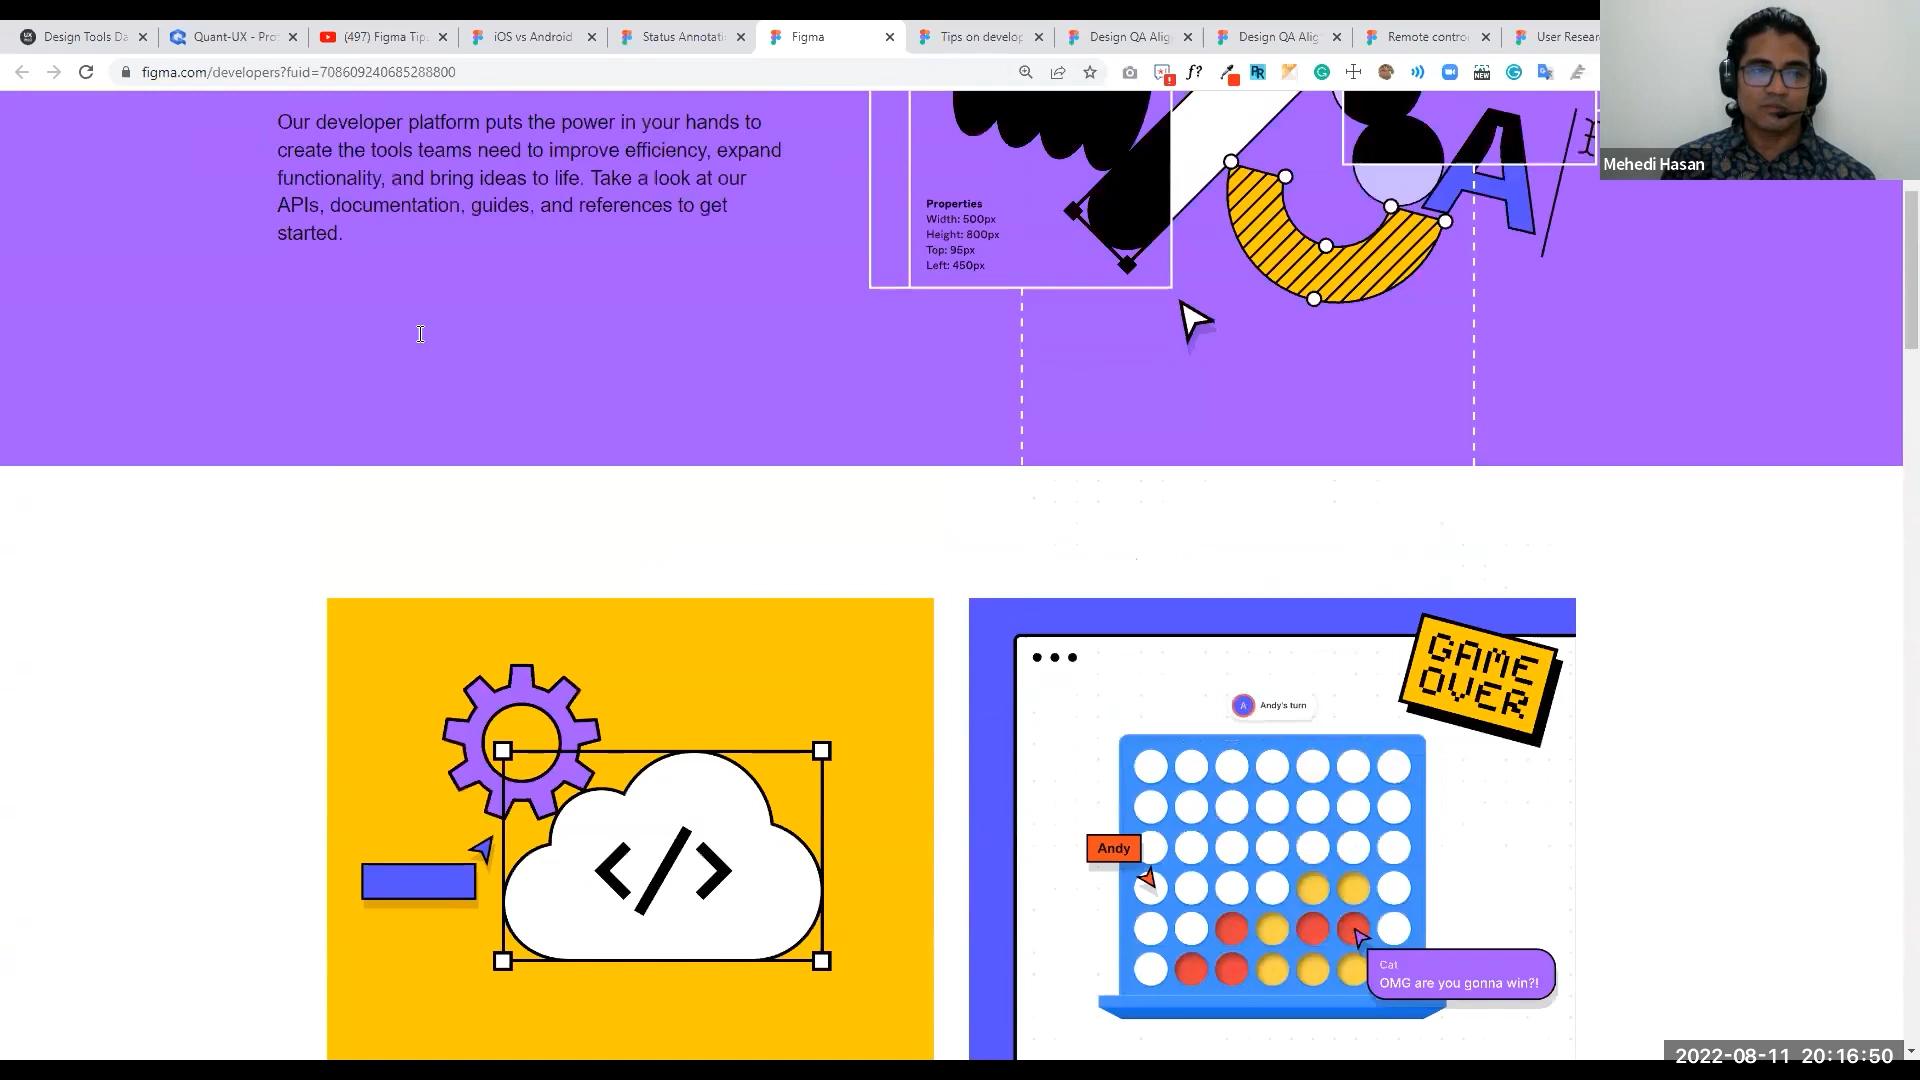 Design Tools Da
Quant-UX - Pro
(497) Figma Tip
iOS vs Android
Status Annotati
Figma
Tips on develop
Design QA Alig
Design QA Alig
Remote contro
User Resear
figma.com/developers?fuid=708609240685288800
Mehedi Hasan
Our developer platform puts the power in your hands to
create the tools teams need to improve efficiency, expand
functionality, and bring ideas to life. Take a look at our
APIs, documentation, guides, and references to get
started.
Properties
Width: 500px
Height: 800px
Top: 95px
Left: 450px
A
GAME
OVER
A
Andy's turn
</>
Andy
Cat
OMG are you gonna win?!
2022-08-11 20:16:50